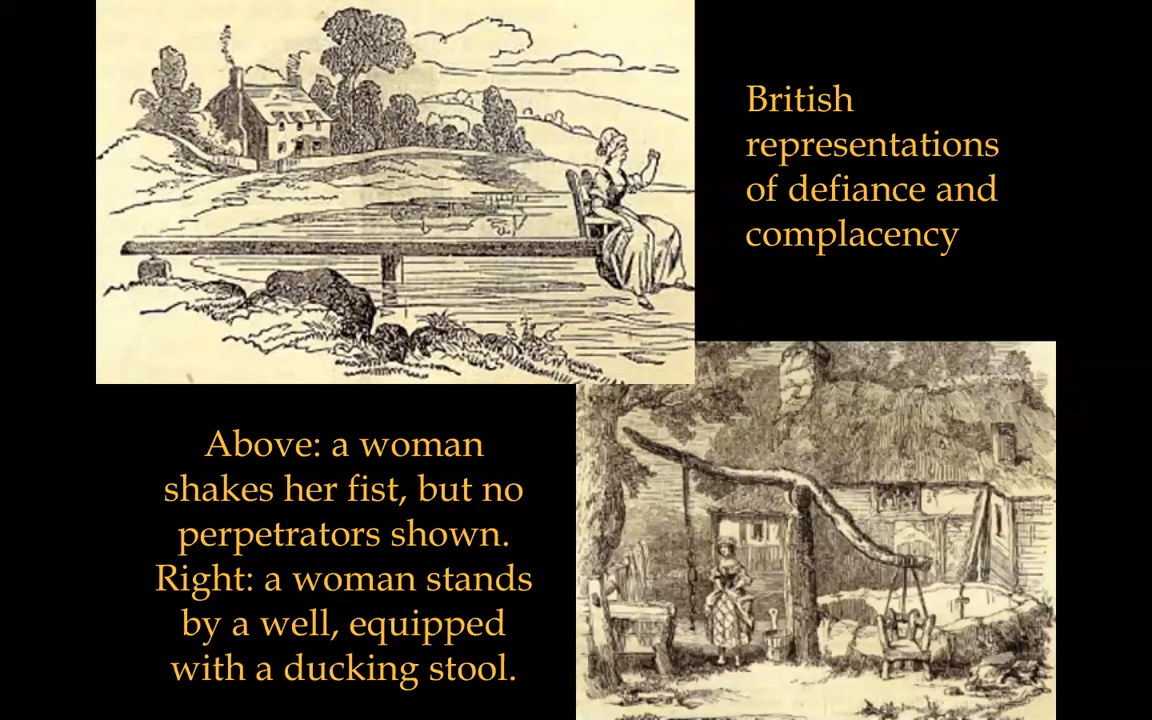 British
representations
of defiance and
complacency
Above: a woman
shakes her fist, but no
perpetrators shown.
Right: a woman stands
by a well, equipped
with a ducking stool.